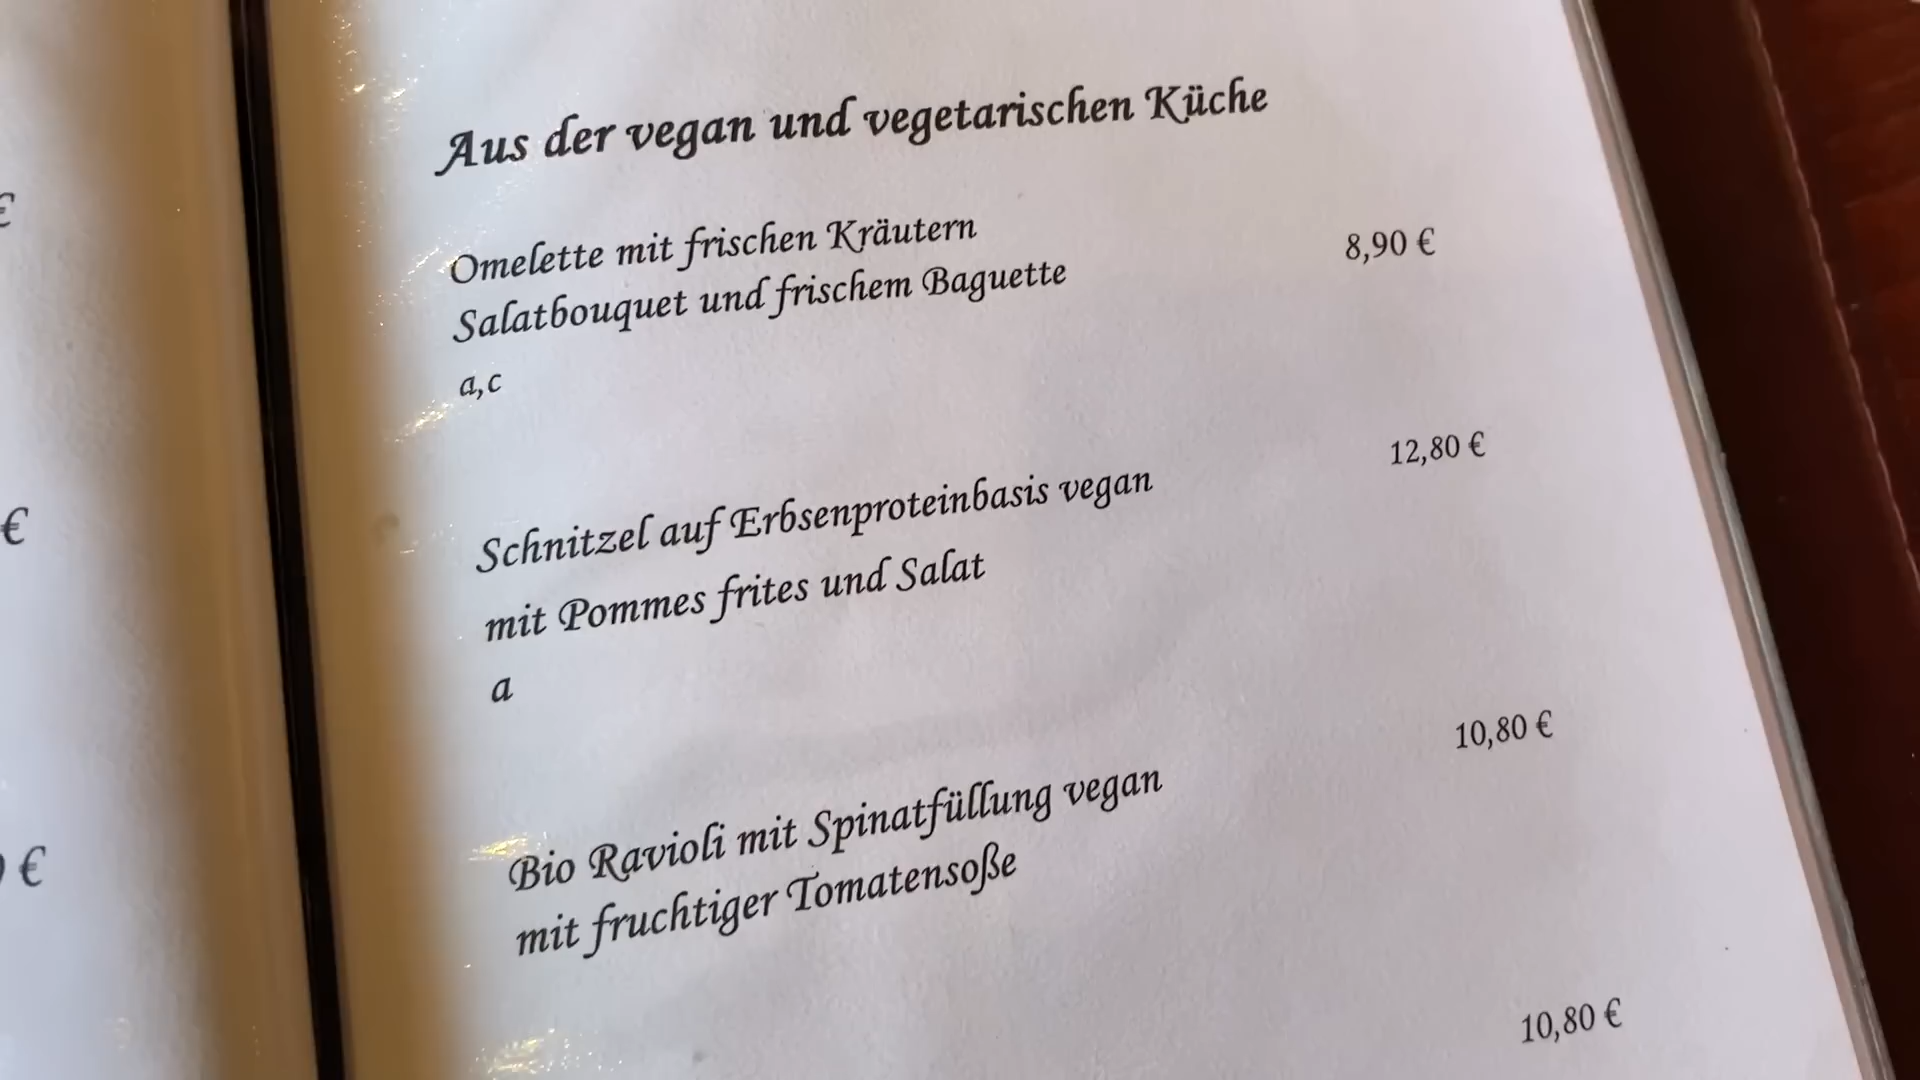 Aus der vegan und vegetarischen Küche
Omelette mit frischen Kräutern
8,90 €
Salatbouquet und frischem Baguette
a,c
12,80 €
Schnitzel auf Erbsenproteinbasis vegan
mit Pommes frites und Salat
a
10,80 €
Bio Ravioli mit Spinatfüllung vegan
mit fruchtiger Tomatensoße
10,80 €
€
€
€